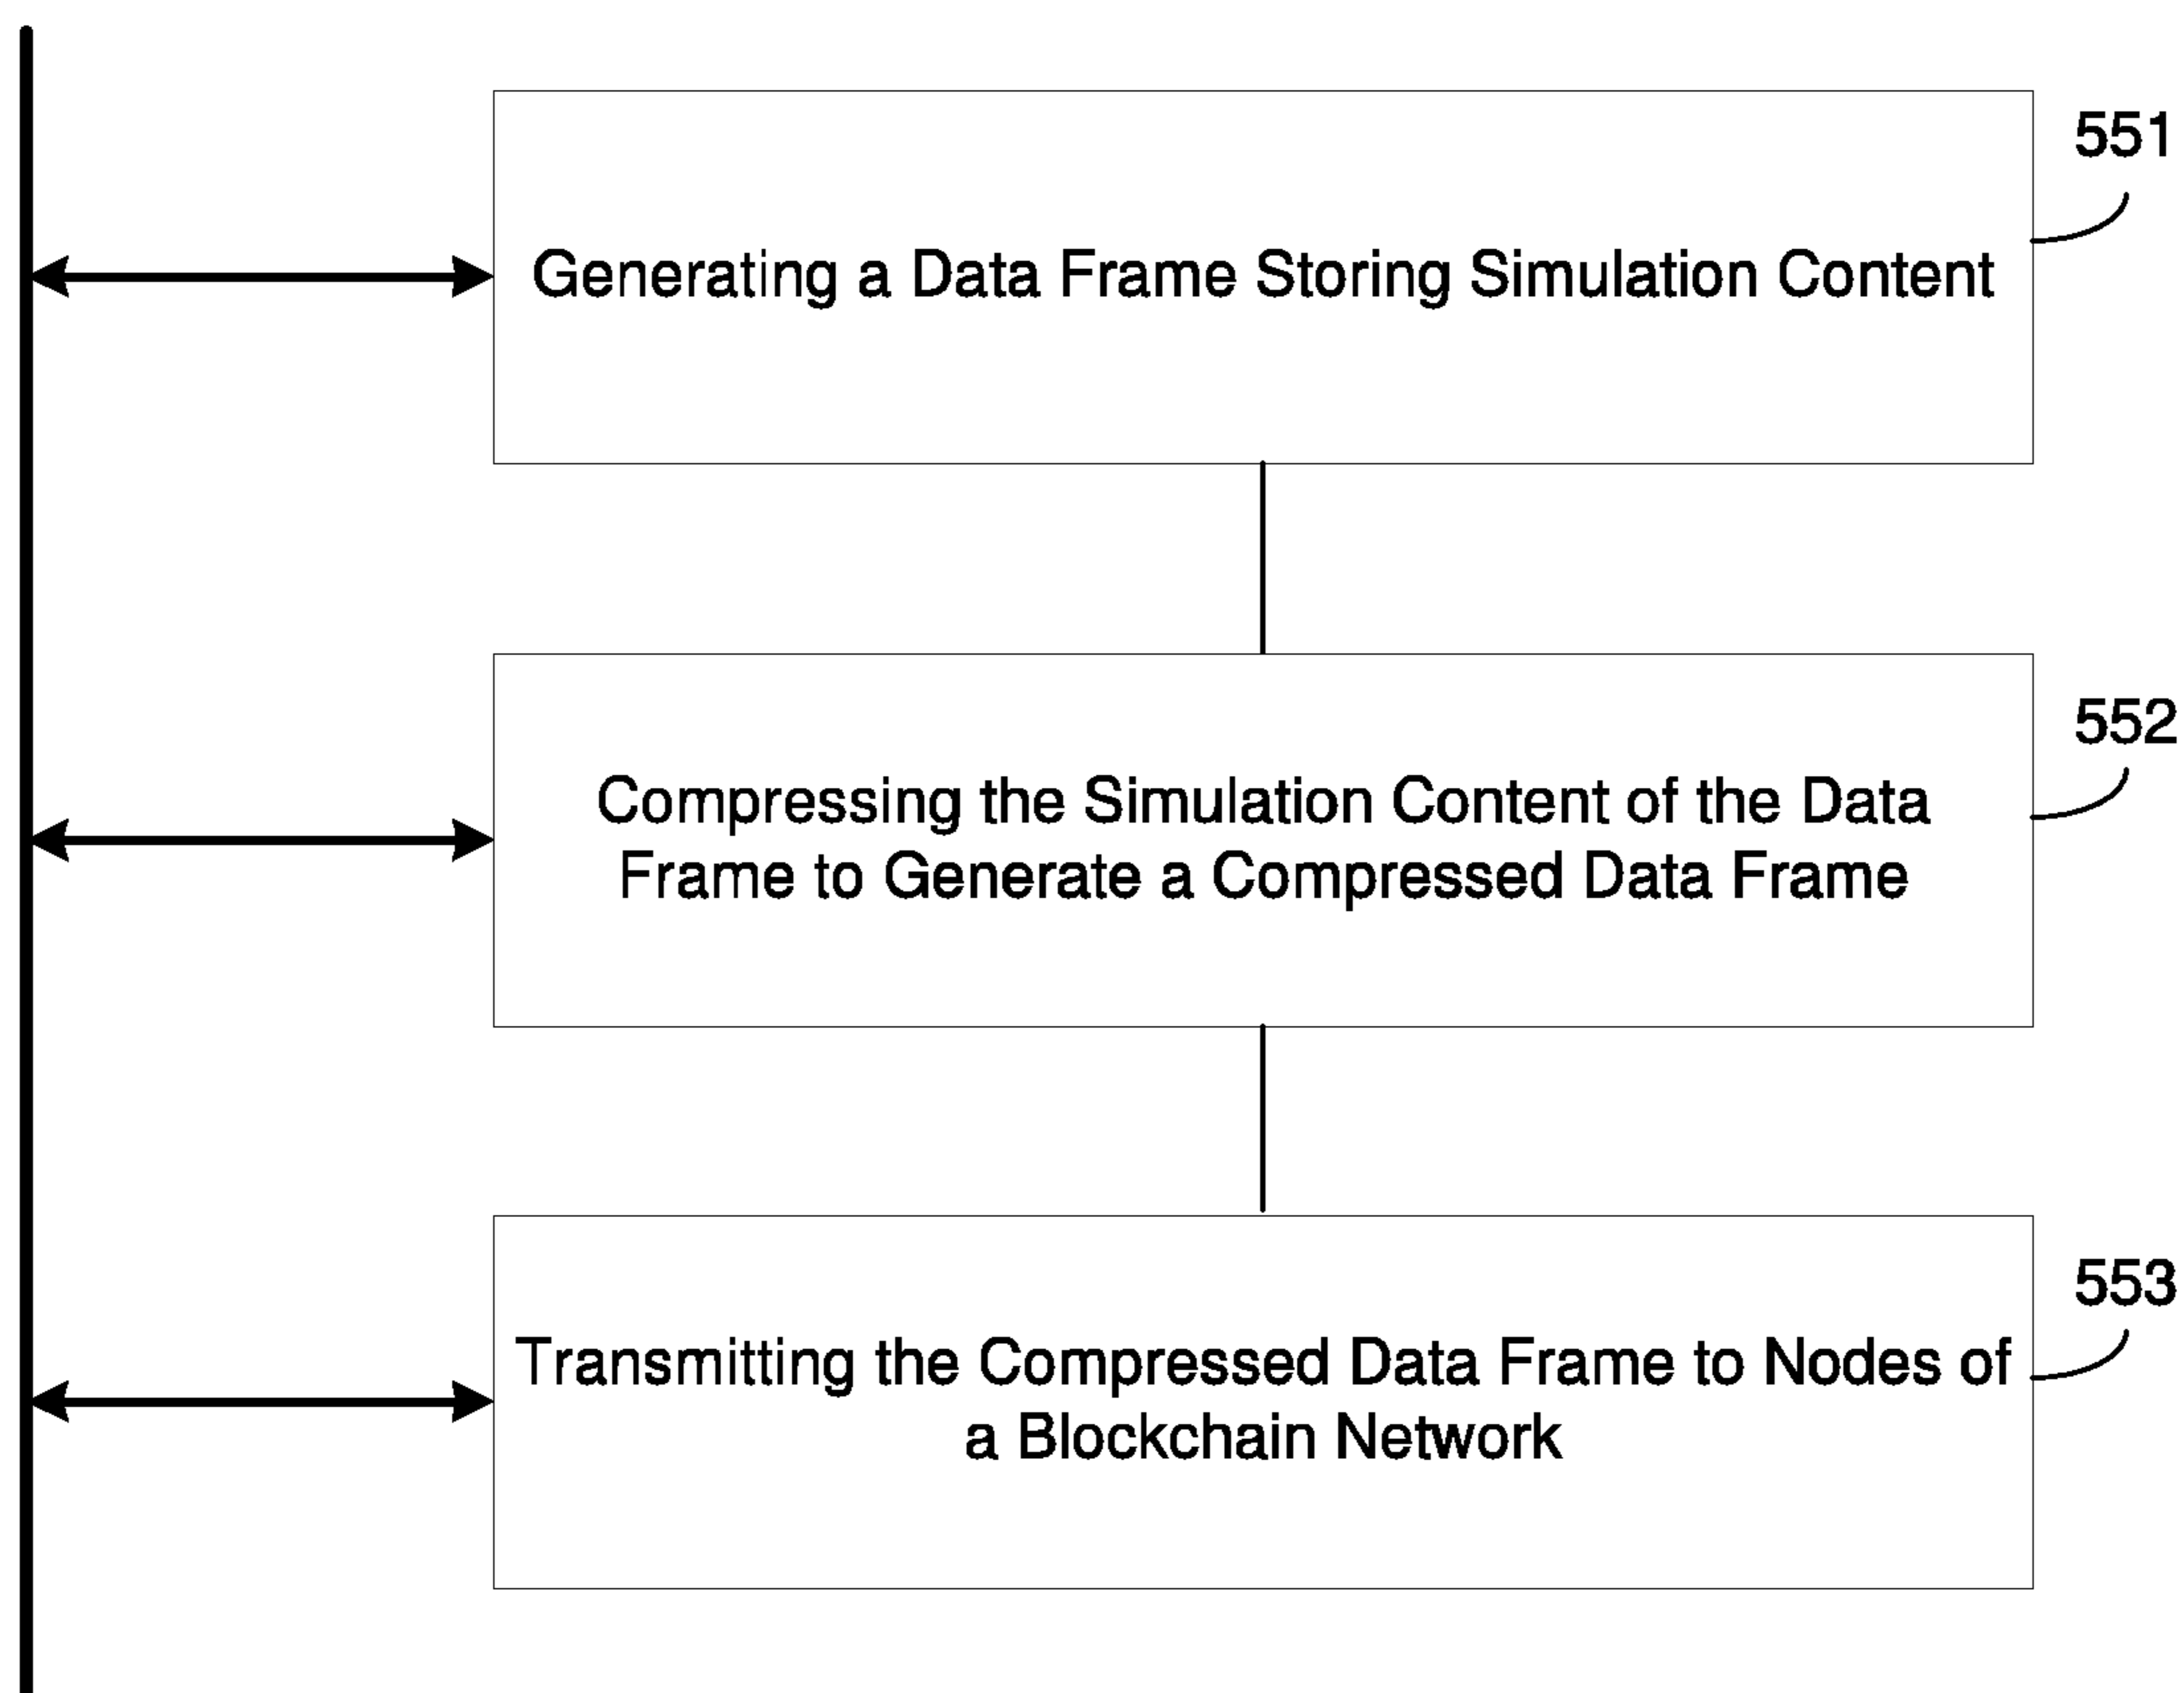 551
Generating a Data Frame Storing Simulation Content
552
Compressing the Simulation Content of the Data
Frame to Generate a Compressed Data Frame
553
Transmitting the Compressed Data Frame to Nodes of
a Blockchain Network